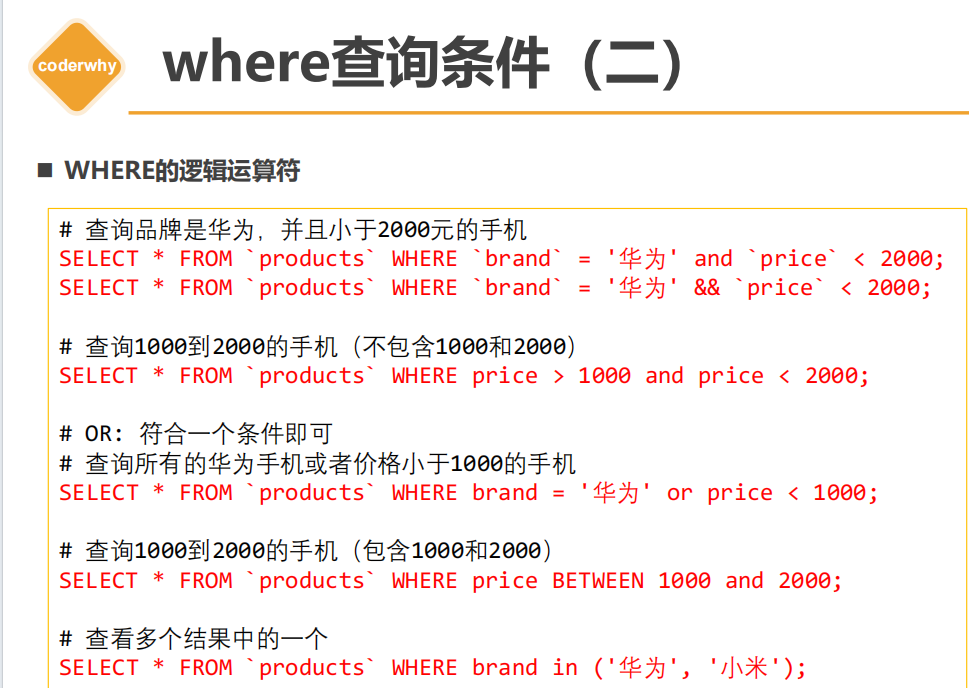 coderwhy
where查询条件（二）
■ WHERE的逻辑运算符
# 查询品牌是华为，并且小于2000元的手机
SELECT * FROM `products` WHERE `brand` = '华为' and `price` < 2000;
SELECT * FROM `products` WHERE `brand` = '华为' && `price` < 2000;
# 查询1000到2000的手机（不包含1000和2000）
SELECT * FROM `products` WHERE price > 1000 and price < 2000;
# OR: 符合一个条件即可
# 查询所有的华为手机或者价格小于1000的手机
SELECT * FROM `products` WHERE brand = '华为' or price < 1000;
# 查询1000到2000的手机（包含1000和2000）
SELECT * FROM `products` WHERE price BETWEEN 1000 and 2000;
# 查看多个结果中的一个
SELECT * FROM `products` WHERE brand in ('华为', '小米');